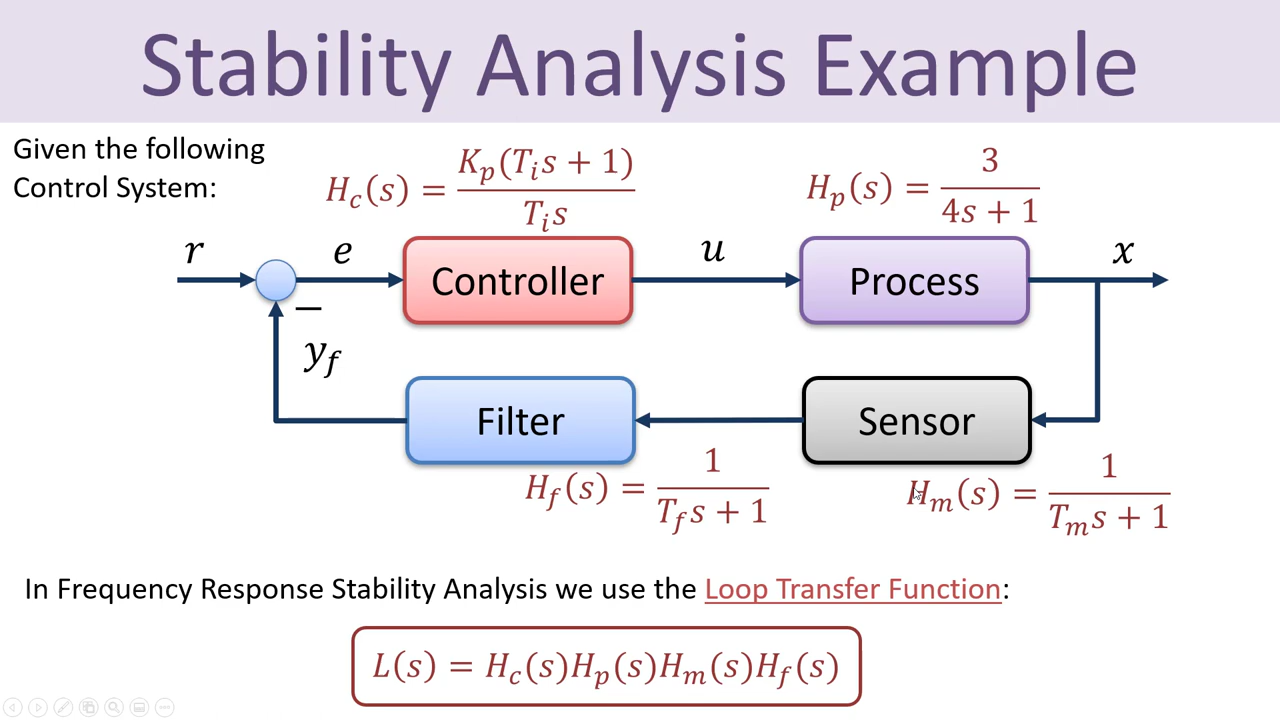 Stability Analysis Example
Given the following
Control System:
H_c(s) = K_p(T_i s + 1) / T_i s
H_p(s) = 3 / 4s + 1
r
e
Controller
u
Process
x
−
y_f
Filter
Sensor
H_f(s) = 1 / T_f s + 1
H_m(s) = 1 / T_m s + 1
In Frequency Response Stability Analysis we use the Loop Transfer Function:
L(s) = H_c(s)H_p(s)H_m(s)H_f(s)